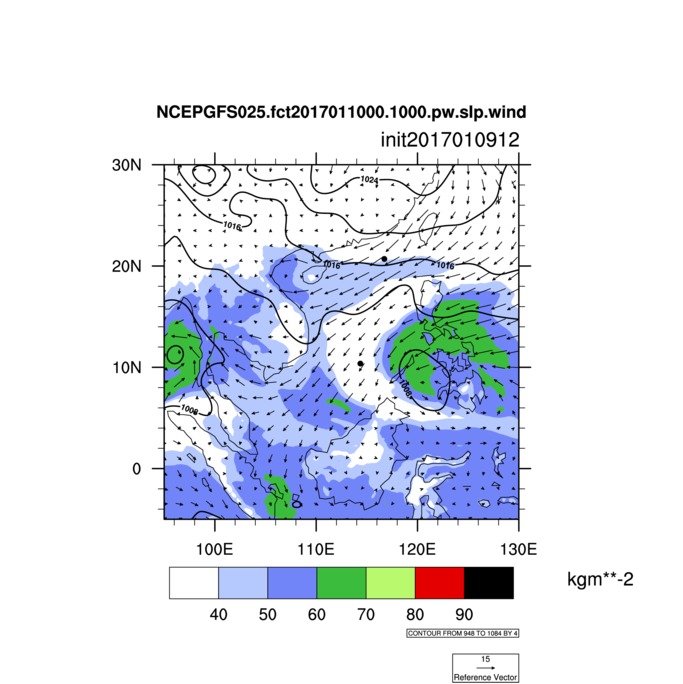 NCEPGFS025.fct2017011000.1000.pw.slp.wind
init2017010912
30N
1024
1016
20N
1016
1016
10N
1008
1008
0
100E 110E 120E 130E
kgm**-2
40 50 60 70 80 90
CONTOUR FROM 948 TO 1084 BY 4
15
Reference Vector